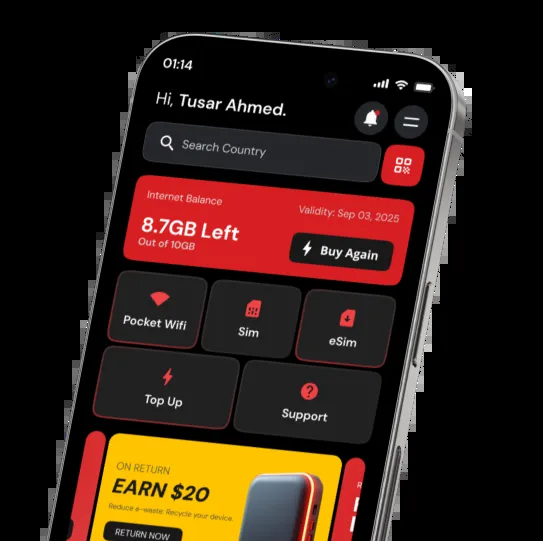 01:14
Hi, Tusar Ahmed.
Search Country
Internet Balance
Validity: Sep 03, 2025
8.7GB Left
Out of 10GB
Buy Again
Pocket Wifi
Sim
eSim
Top Up
Support
ON RETURN
EARN $20
Reduce e-waste. Recycle your device.
RETURN NOW